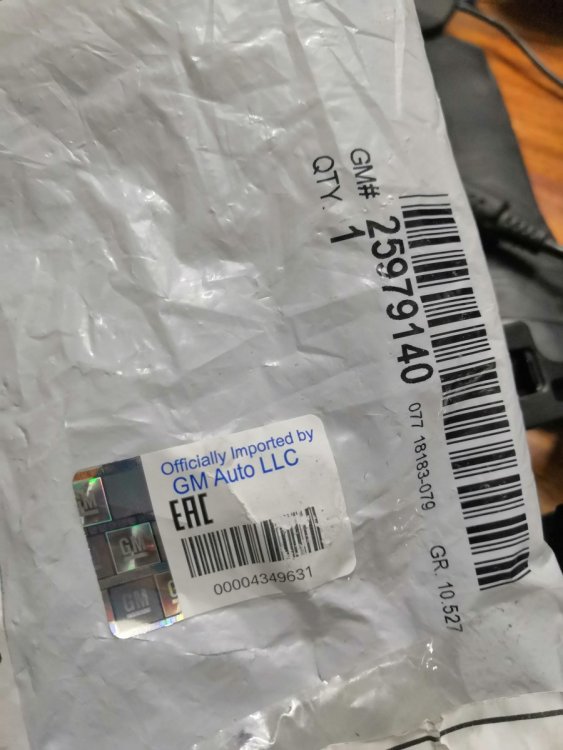 GM#. 25979140
QTY. 1
077 18183-079
GR. 10.527
Officially Imported by
GM Auto LLC
EAC
00004349631
GM
GM
GM